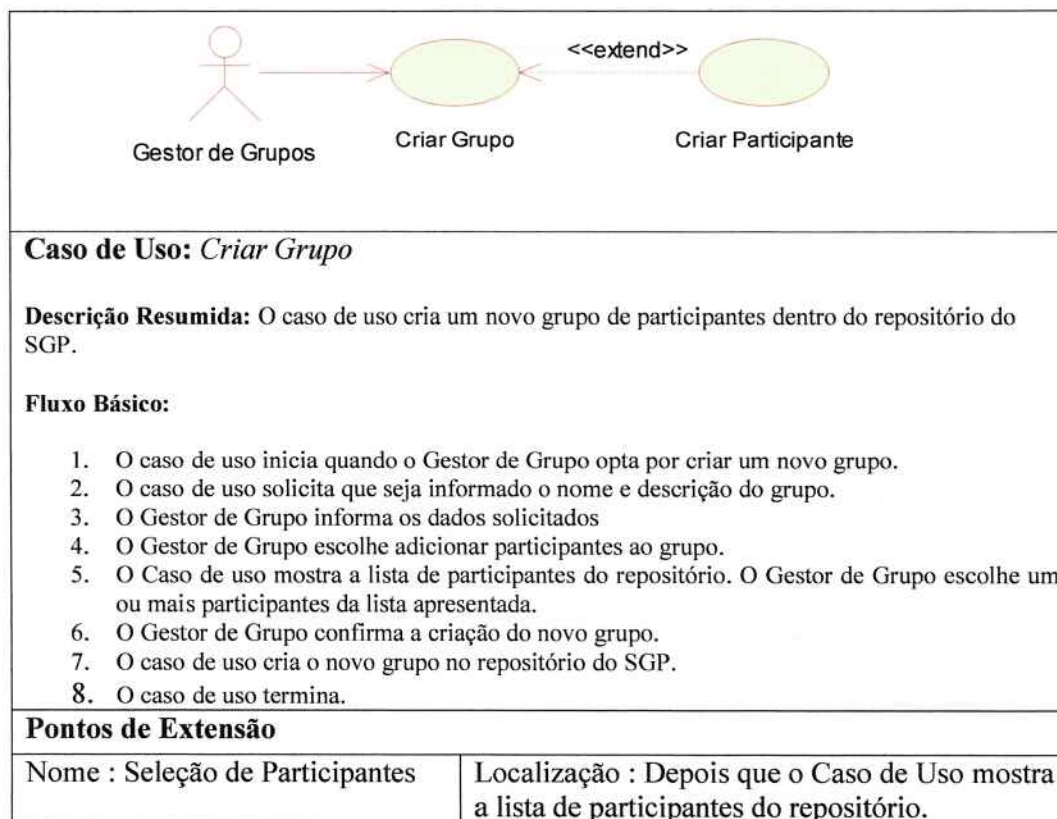 <<extend>>
Gestor de Grupos
Criar Grupo
Criar Participante
Caso de Uso: Criar Grupo
Descrição Resumida: O caso de uso cria um novo grupo de participantes dentro do repositório do
SGP.
Fluxo Básico:
1. O caso de uso inicia quando o Gestor de Grupo opta por criar um novo grupo.
2. O caso de uso solicita que seja informado o nome e descrição do grupo.
3. O Gestor de Grupo informa os dados solicitados
4. O Gestor de Grupo escolhe adicionar participantes ao grupo.
5. O Caso de uso mostra a lista de participantes do repositório. O Gestor de Grupo escolhe um
ou mais participantes da lista apresentada.
6. O Gestor de Grupo confirma a criação do novo grupo.
7. O caso de uso cria o novo grupo no repositório do SGP.
8. O caso de uso termina.
Pontos de Extensão
Nome : Seleção de Participantes
Localização : Depois que o Caso de Uso mostra
a lista de participantes do repositório.